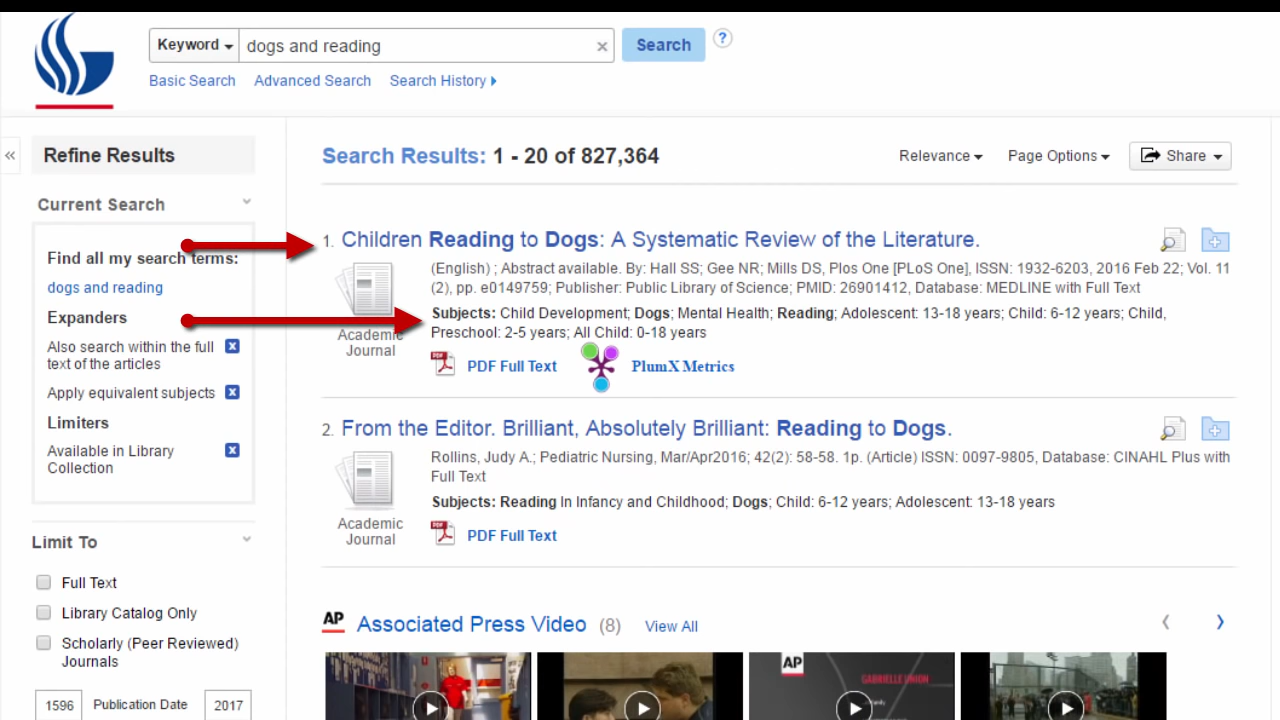 Keyword
dogs and reading
×
Search
?
Basic Search
Advanced Search
Search History
«
Refine Results
Current Search
Find all my search terms:
dogs and reading
Expanders
Also search within the full
text of the articles
Apply equivalent subjects
Limiters
Available in Library
Collection
Limit To
Full Text
Library Catalog Only
Scholarly (Peer Reviewed)
Journals
1596 Publication Date 2017
Search Results: 1 - 20 of 827,364
Relevance
Page Options
Share
1. Children Reading to Dogs: A Systematic Review of the Literature.
(English) ; Abstract available. By: Hall SS; Gee NR; Mills DS, Plos One [PLoS One], ISSN: 1932-6203, 2016 Feb 22; Vol. 11
(2), pp. e0149759; Publisher: Public Library of Science; PMID: 26901412, Database: MEDLINE with Full Text
Subjects: Child Development; Dogs; Mental Health; Reading; Adolescent: 13-18 years; Child: 6-12 years; Child,
Preschool: 2-5 years; All Child: 0-18 years
Academic
Journal
PDF Full Text
PlumX Metrics
2. From the Editor. Brilliant, Absolutely Brilliant: Reading to Dogs.
Rollins, Judy A.; Pediatric Nursing, Mar/Apr2016; 42(2): 58-58. 1p. (Article) ISSN: 0097-9805, Database: CINAHL Plus with
Full Text
Subjects: Reading In Infancy and Childhood; Dogs; Child: 6-12 years; Adolescent: 13-18 years
Academic
Journal
PDF Full Text
AP Associated Press Video (8) View All
AP
GABRIELLE UNION